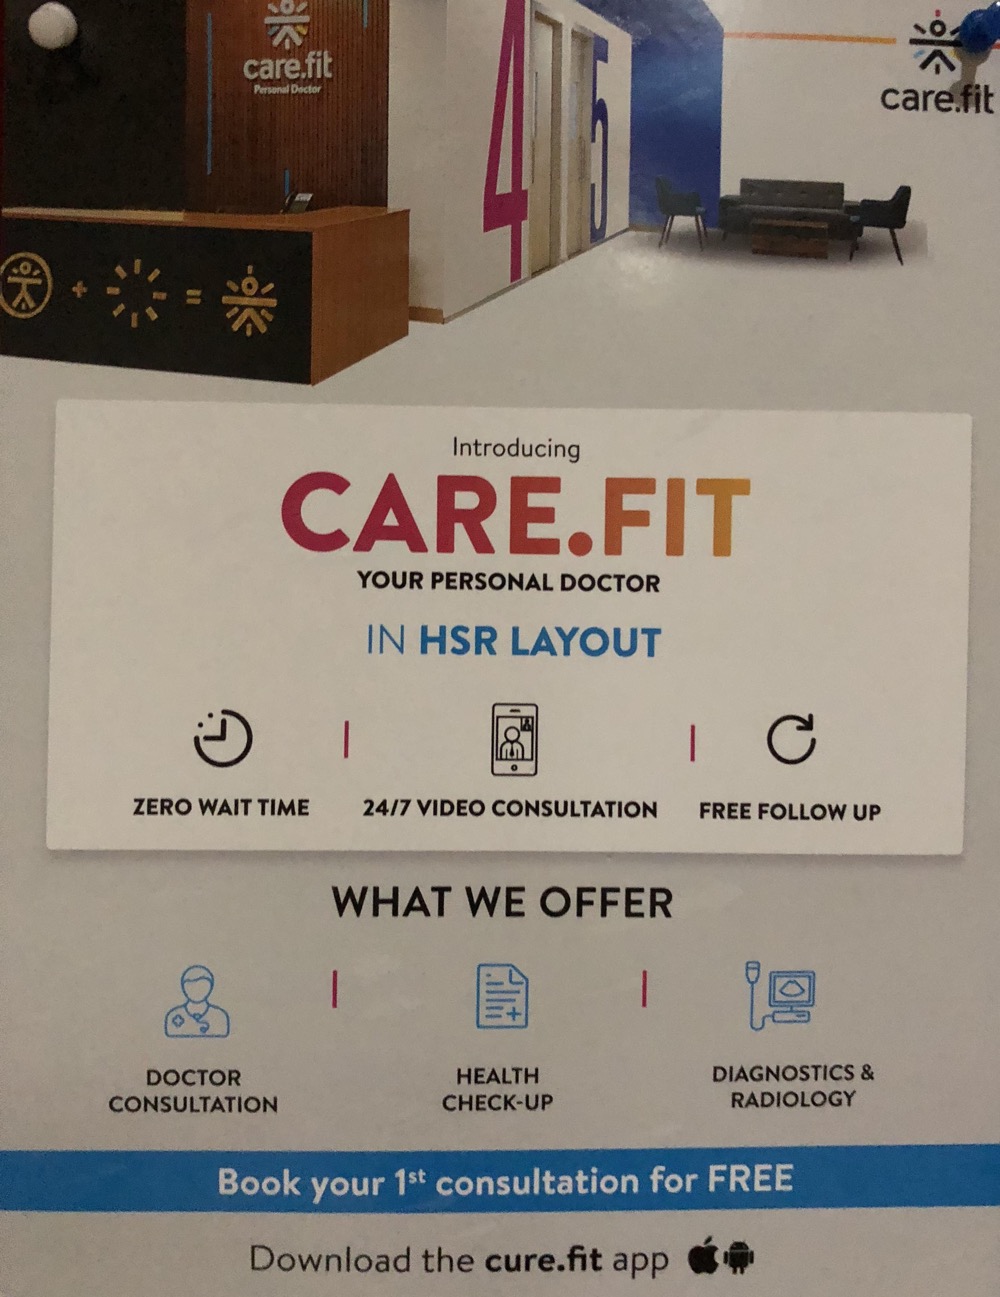 care.fit
Personal Doctor
4
5
care.fit
+
=
Introducing
CARE.FIT
YOUR PERSONAL DOCTOR
IN HSR LAYOUT
ZERO WAIT TIME
24/7 VIDEO CONSULTATION
FREE FOLLOW UP
WHAT WE OFFER
DOCTOR
CONSULTATION
HEALTH
CHECK-UP
DIAGNOSTICS &
RADIOLOGY
Book your 1st consultation for FREE
Download the cure.fit app